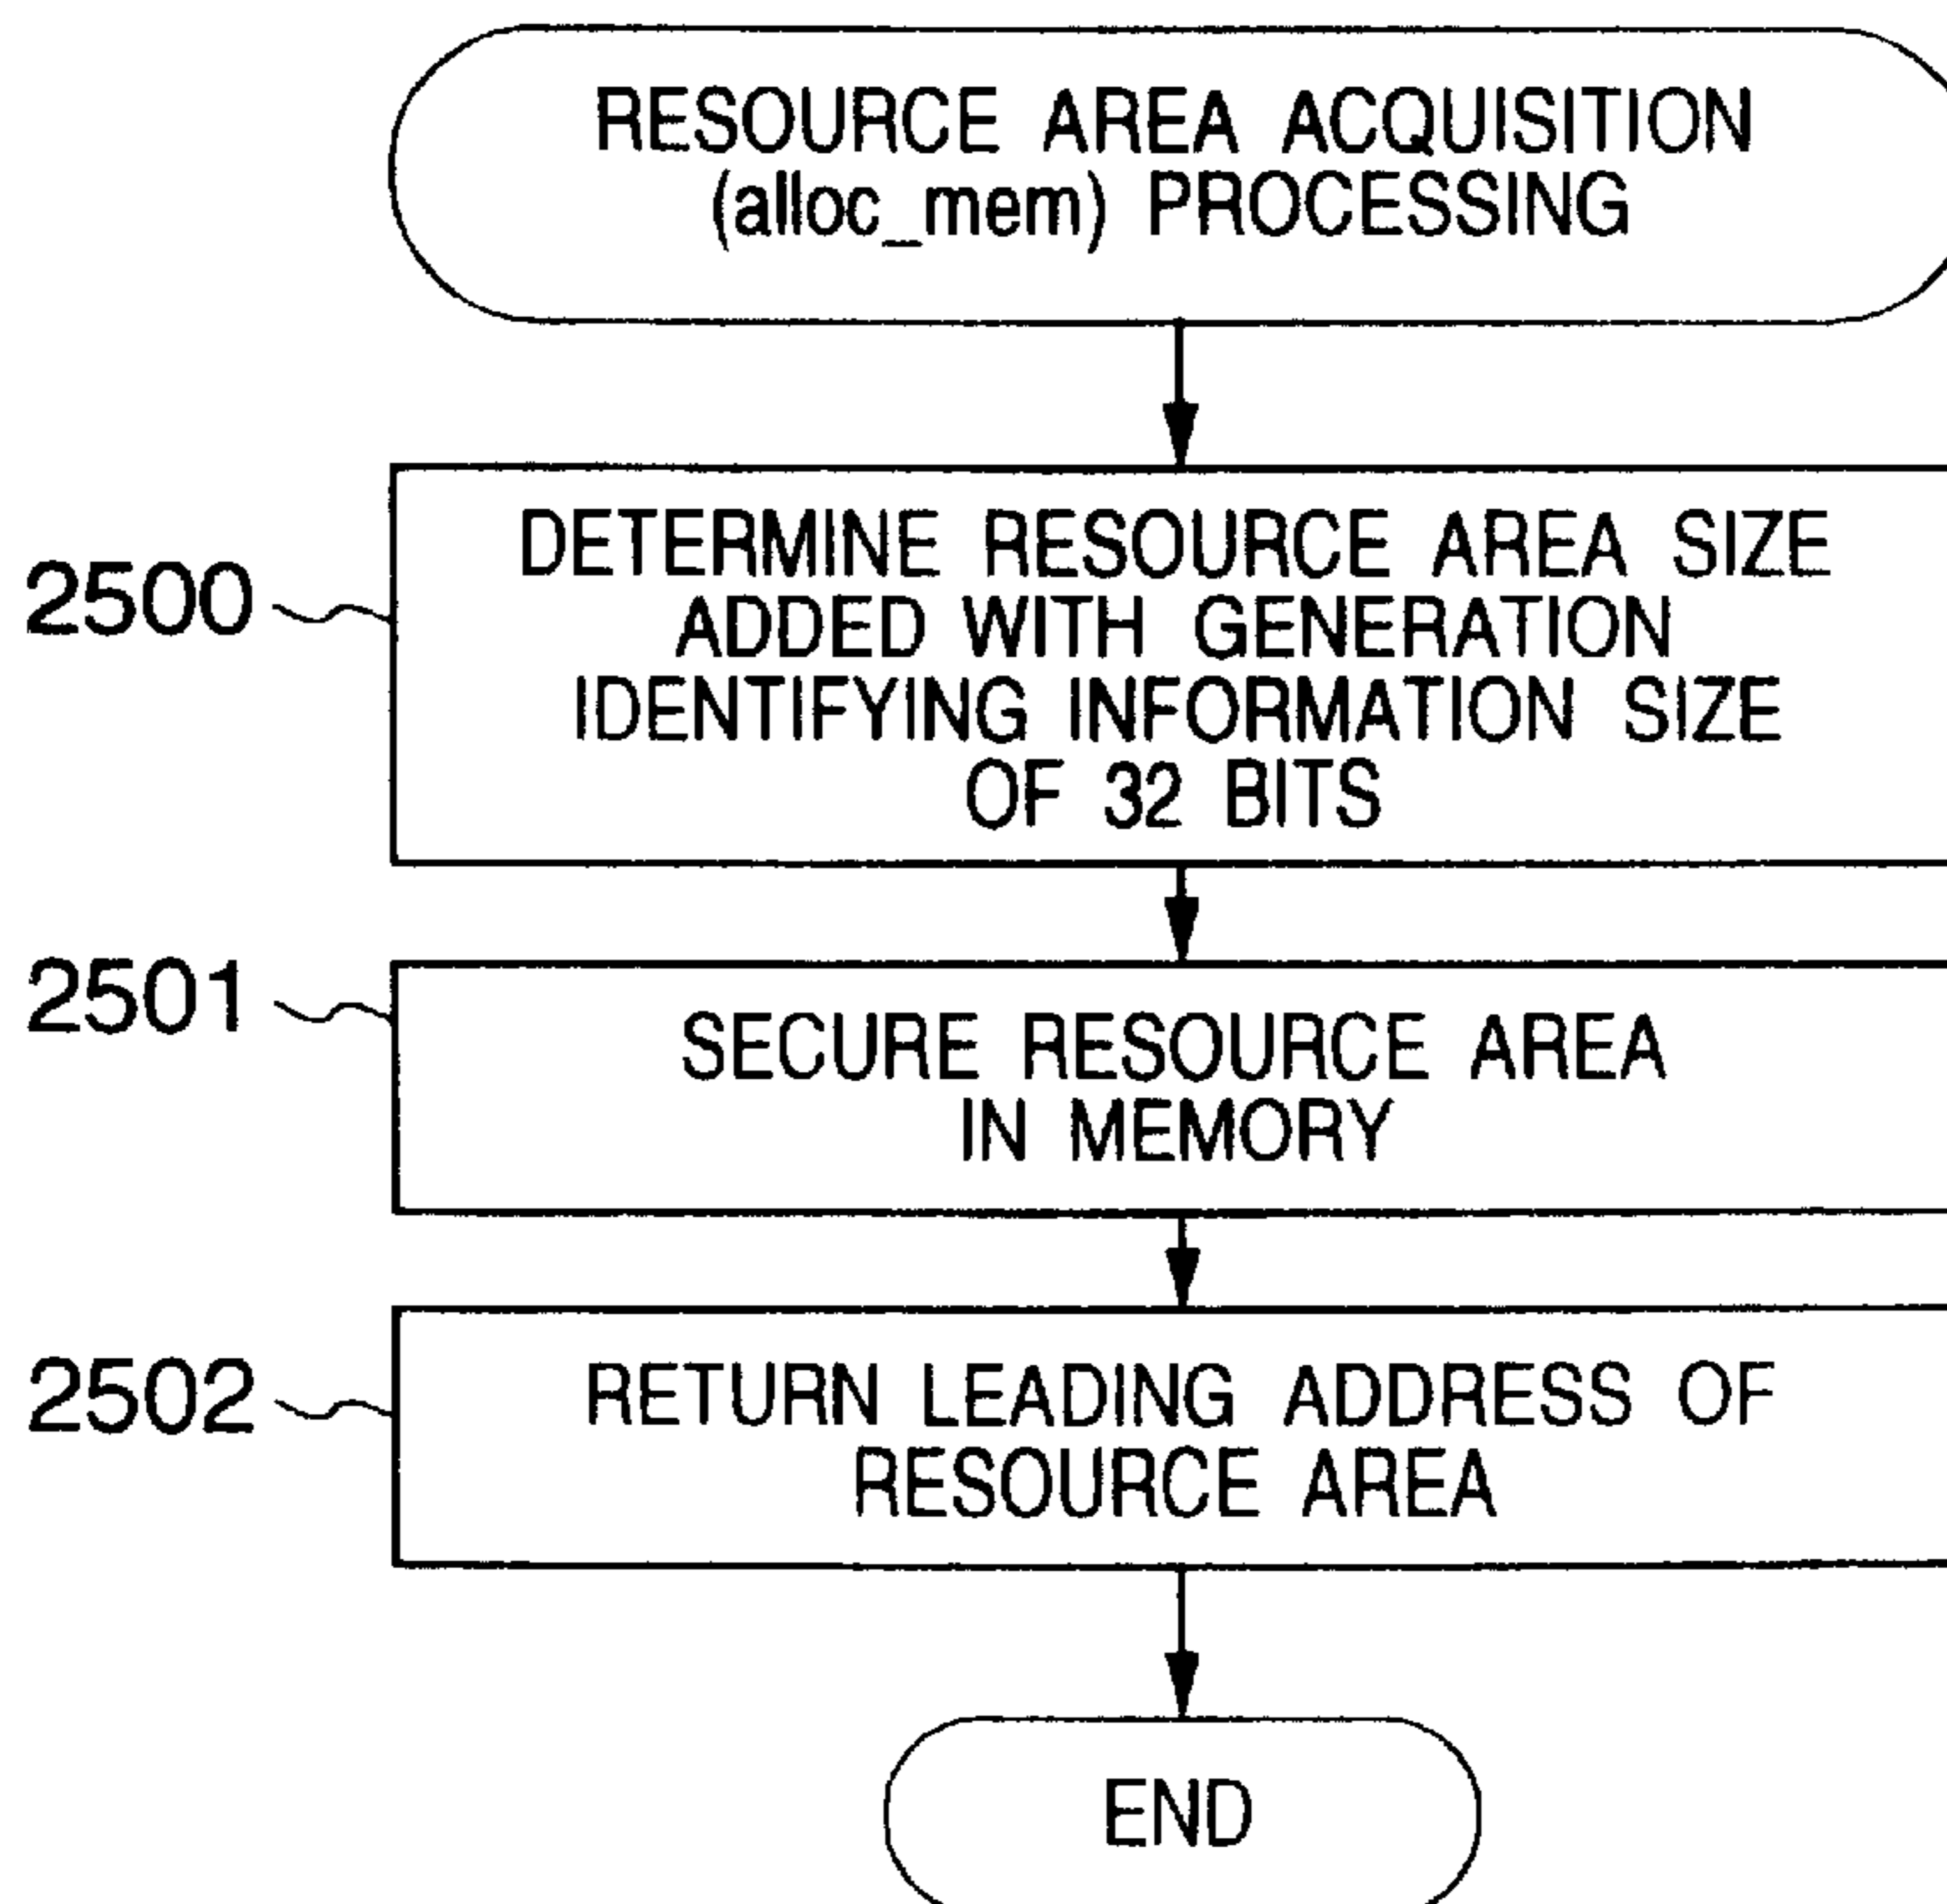 RESOURCE AREA ACQUISITION
(alloc_mem) PROCESSING
2500
DETERMINE RESOURCE AREA SIZE
ADDED WITH GENERATION
IDENTIFYING INFORMATION SIZE
OF 32 BITS
2501
SECURE RESOURCE AREA
IN MEMORY
2502
RETURN LEADING ADDRESS OF
RESOURCE AREA
END